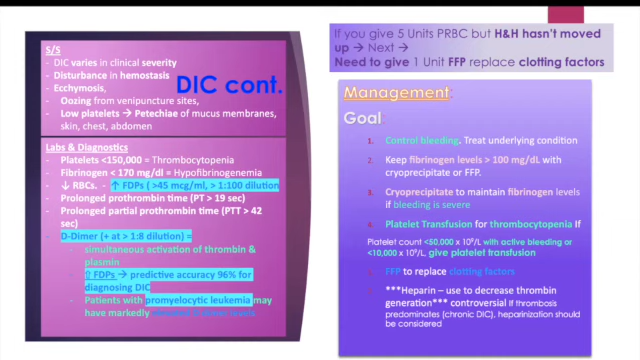 S/S
- DIC varies in clinical severity
- Disturbance in hemostasis
- Ecchymosis,
- Oozing from venipuncture sites,
- Low platelets → Petechiae of mucus membranes,
skin, chest, abdomen
DIC cont.
Labs & Diagnostics
- Platelets <150,000 = Thrombocytopenia
- Fibrinogen < 170 mg/dl = Hypofibrinogenemia
- ↓ RBCs. - ↑ FDPs ( >45 mcg/ml, > 1:100 dilution
- Prolonged prothrombin time (PT > 19 sec)
- Prolonged partial prothrombin time (PTT > 42
sec)
- D-Dimer (+ at > 1:8 dilution) =
- simultaneous activation of thrombin &
plasmin
- ⇧ FDPs → predictive accuracy 96% for
diagnosing DIC
- Patients with promyelocytic leukemia may
have markedly elevated D-dimer levels
If you give 5 Units PRBC but H&H hasn't moved
up → Next →
Need to give 1 Unit FFP replace clotting factors
Management:
Goal:
1. Control bleeding. Treat underlying condition
2. Keep fibrinogen levels > 100 mg/dL with
cryoprecipitate or FFP.
3. Cryoprecipitate to maintain fibrinogen levels
if bleeding is severe
4. Platelet Transfusion for thrombocytopenia If
Platelet count <50,000 x 10⁹/L with active bleeding or
<10,000 x 10⁹/L, give platelet transfusion
FFP to replace clotting factors
- ***Heparin – use to decrease thrombin
generation*** controversial If thrombosis
predominates (chronic DIC), heparinization should
be considered